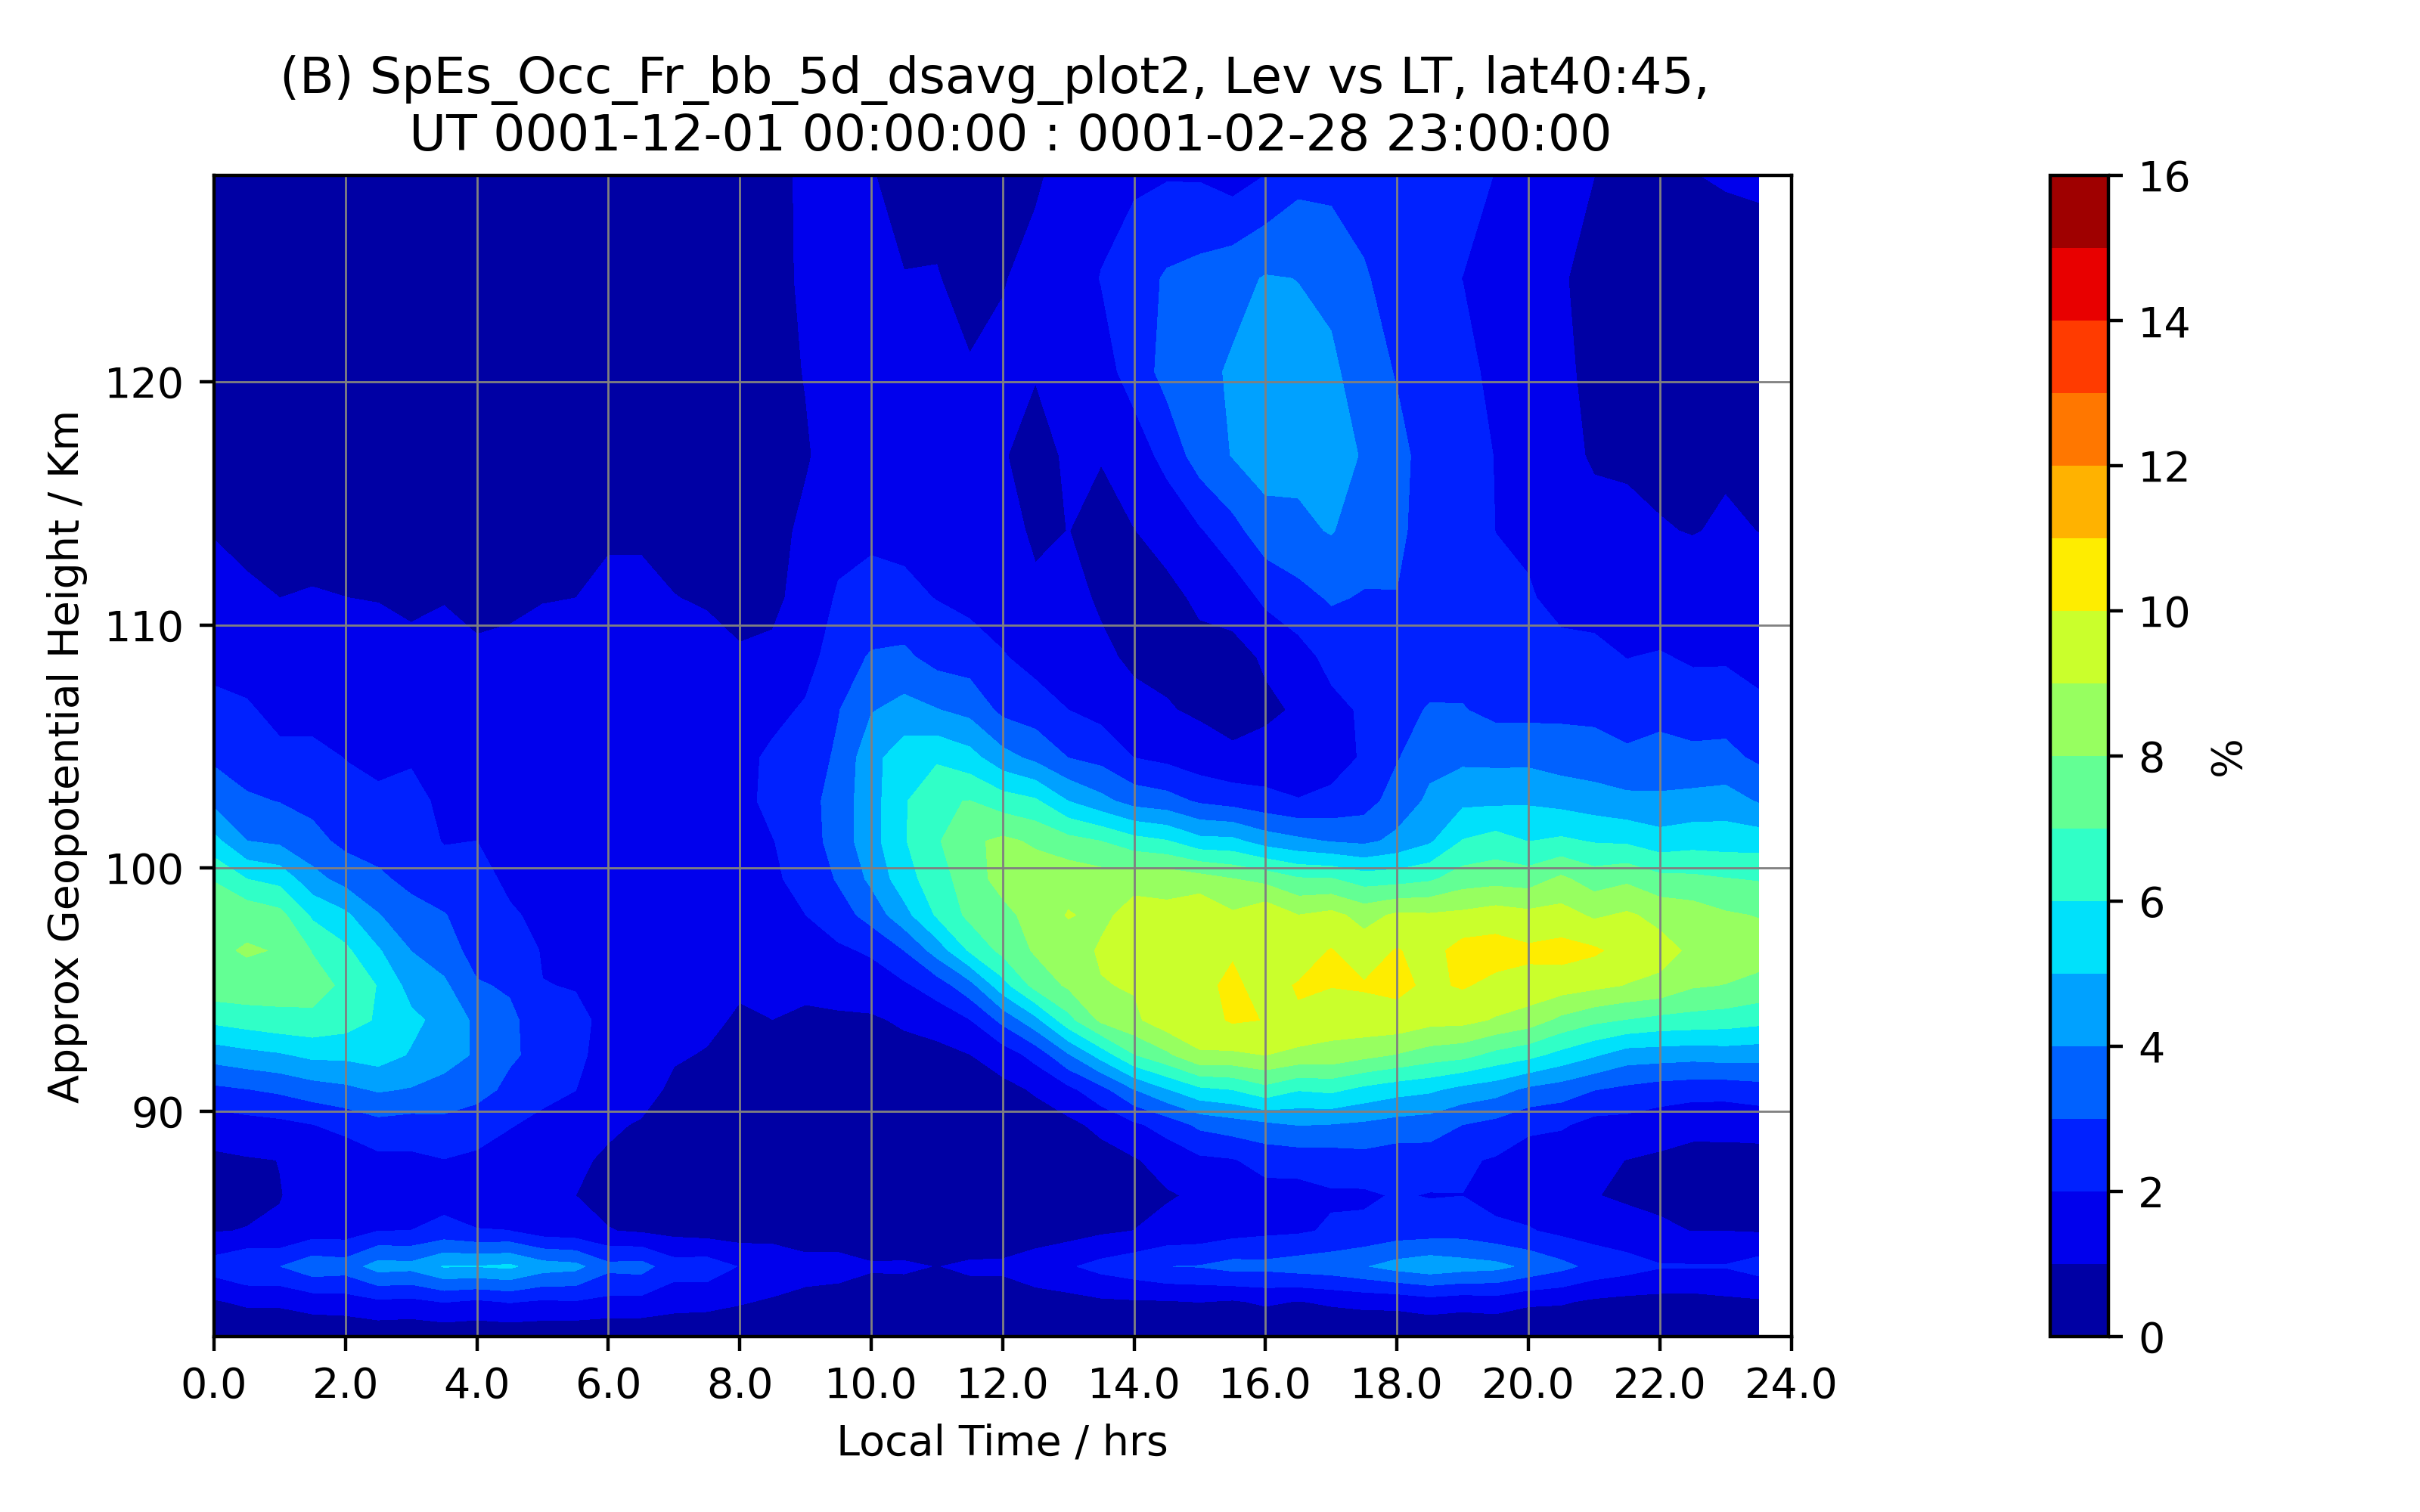 (B) SpEs_Occ_Fr_bb_5d_dsavg_plot2, Lev vs LT, lat40:45,
UT 0001-12-01 00:00:00 : 0001-02-28 23:00:00
Approx Geopotential Height / Km
120
110
100
90
0.0 2.0 4.0 6.0 8.0 10.0 12.0 14.0 16.0 18.0 20.0 22.0 24.0
Local Time / hrs
16
14
12
10
8
6
4
2
0
%